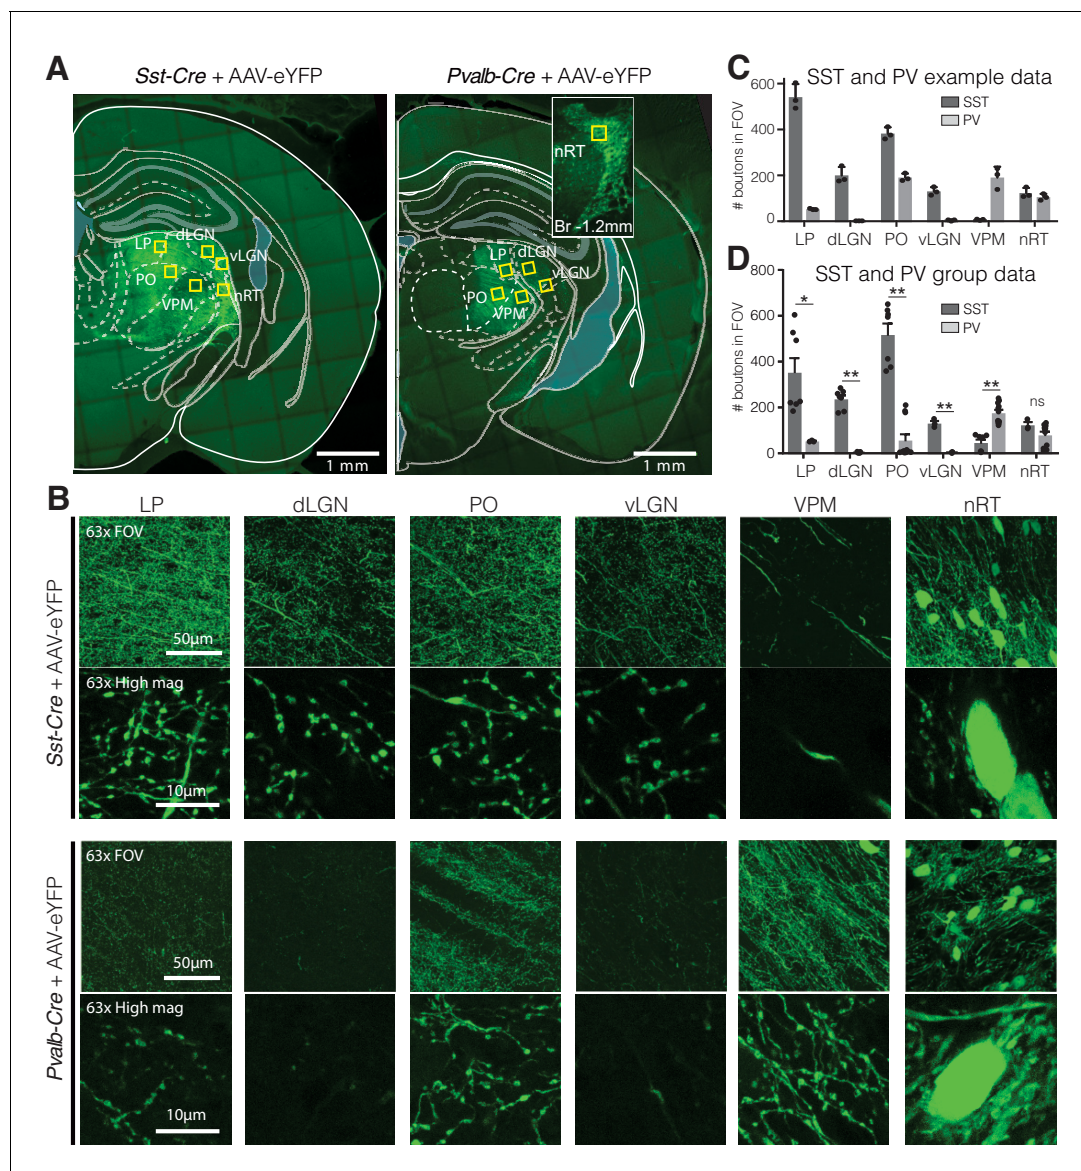 A
Sst-Cre + AAV-eYFP
Pvalb-Cre + AAV-eYFP
LP
dLGN
vLGN
PO
VPM
nRT
1 mm
nRT
Br -1.2mm
LP
dLGN
vLGN
PO
VPM
1 mm
C
SST and PV example data
# boutons in FOV
600
400
200
0
SST
PV
LP dLGN PO vLGN VPM nRT
D
SST and PV group data
# boutons in FOV
800
600
400
200
0
SST
PV
* ** ** ** ** ns
LP dLGN PO vLGN VPM nRT
B
LP dLGN PO vLGN VPM nRT
Sst-Cre + AAV-eYFP
63x FOV
50µm
63x High mag
10µm
Pvalb-Cre + AAV-eYFP
63x FOV
50µm
63x High mag
10µm